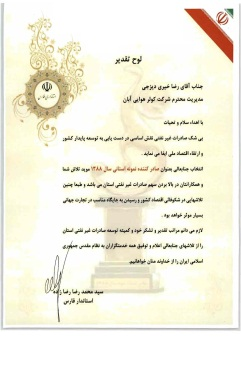 لوح تقدیر
جناب آقای رضا خیری دیزجی
مدیریت محترم شرکت کولر هوایی آبان
با اهداء سلام و تحیات
بی شک صادرات غیر نفتی نقش اساسی در دست یابی به توسعه پایدار کشور
و ارتقاء اقتصاد ملی ایفا می نماید.
انتخاب جنابعالی بعنوان صادر کننده نمونه استانی سال ۱۳۸۸ موید تلاش شما
و همکارانتان در بالا بردن سهم صادرات غیر نفتی استان می باشد و طبعا چنین
تلاشهایی در شکوفائی اقتصاد کشور و رسیدن به جایگاه مناسب در تجارت جهانی
بسیار موثر خواهد بود.
لازم می دانم مراتب تقدیر و تشکر خود و کمیته توسعه صادرات غیر نفتی استان
را از تلاشهای جنابعالی اعلام و توفیق همه خدمتگزاران به نظام مقدس جمهوری
اسلامی ایران را از خداوند منان خواهانم.
سید محمد رضا رضا زاده
استاندار فارس